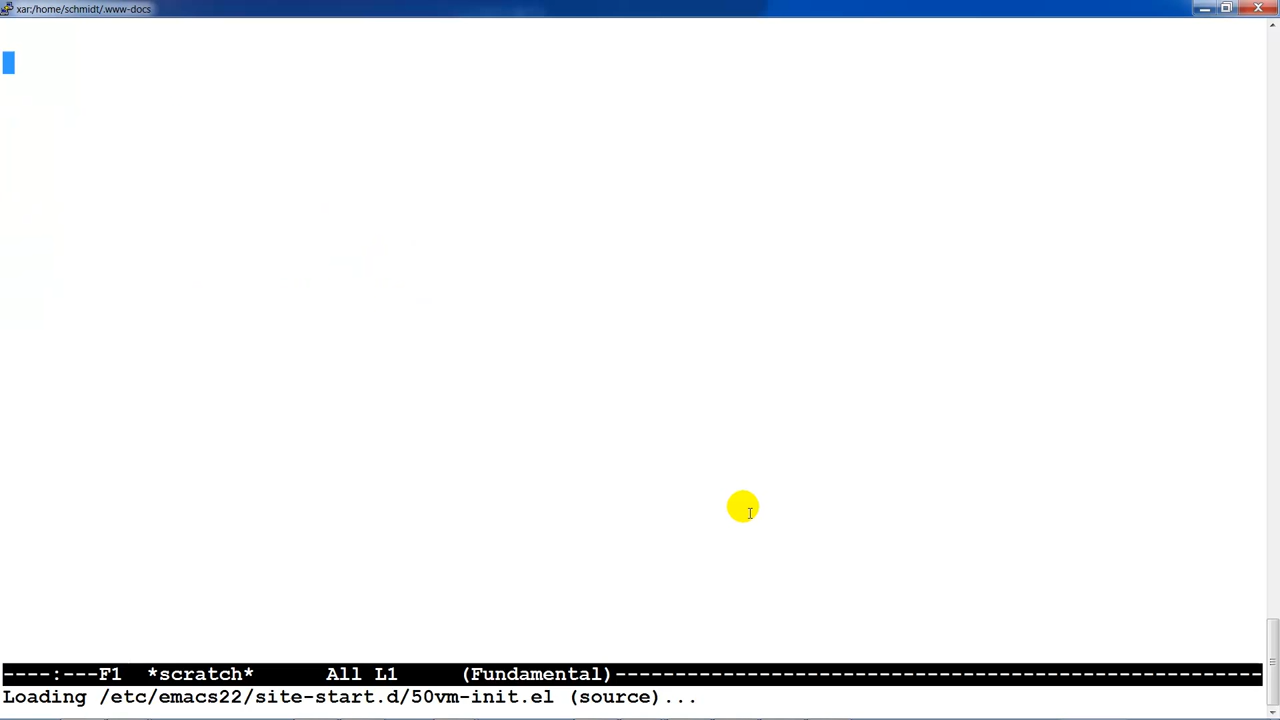 xar:/home/schmidt/.www-docs
----:---F1  *scratch*      All L1     (Fundamental)------------------------------------------------------
Loading /etc/emacs22/site-start.d/50vm-init.el (source)...